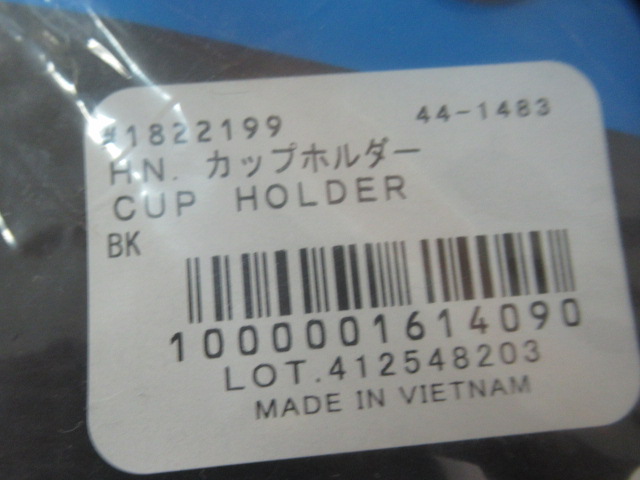 #1822199 44-1483
HN. カップホルダー
CUP HOLDER
BK
1000001614090
LOT.412548203
MADE IN VIETNAM